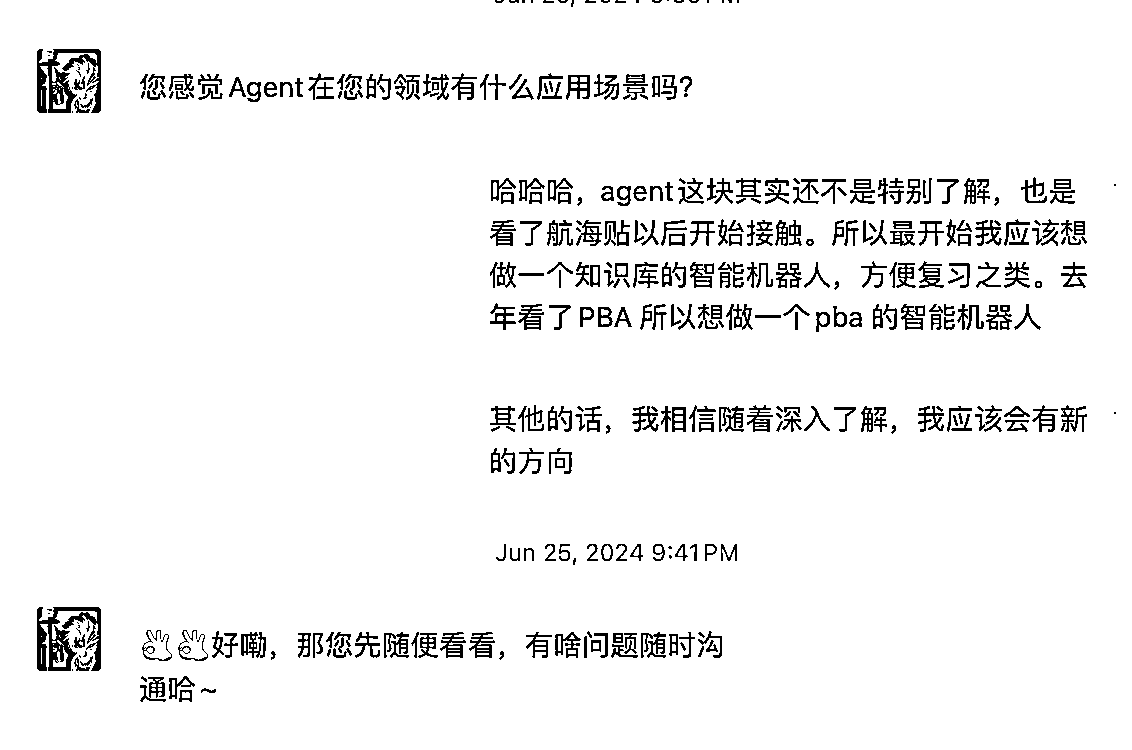 您感觉Agent在您的领域有什么应用场景吗?
哈哈哈，agent这块其实还不是特别了解，也是
看了航海贴以后开始接触。所以最开始我应该想
做一个知识库的智能机器人，方便复习之类。去
年看了PBA 所以想做一个pba 的智能机器人
其他的话，我相信随着深入了解，我应该会有新
的方向
Jun 25, 2024 9:41PM
👌👌好嘞，那您先随便看看，有啥问题随时沟
通哈~